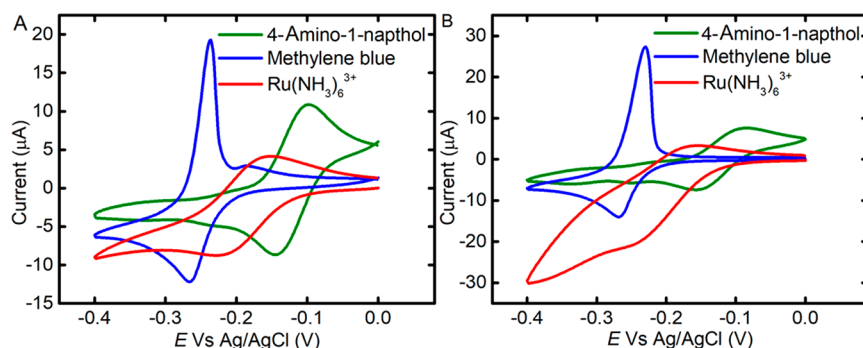 A
4-Amino-1-napthol
Methylene blue
Ru(NH3)6 3+
20
15
10
5
0
-5
-10
-15
Current (µA)
-0.4 -0.3 -0.2 -0.1 0.0
E Vs Ag/AgCl (V)
B
4-Amino-1-napthol
Methylene blue
Ru(NH3)6 3+
30
20
10
0
-10
-20
-30
Current (µA)
-0.4 -0.3 -0.2 -0.1 0.0
E Vs Ag/AgCl (V)